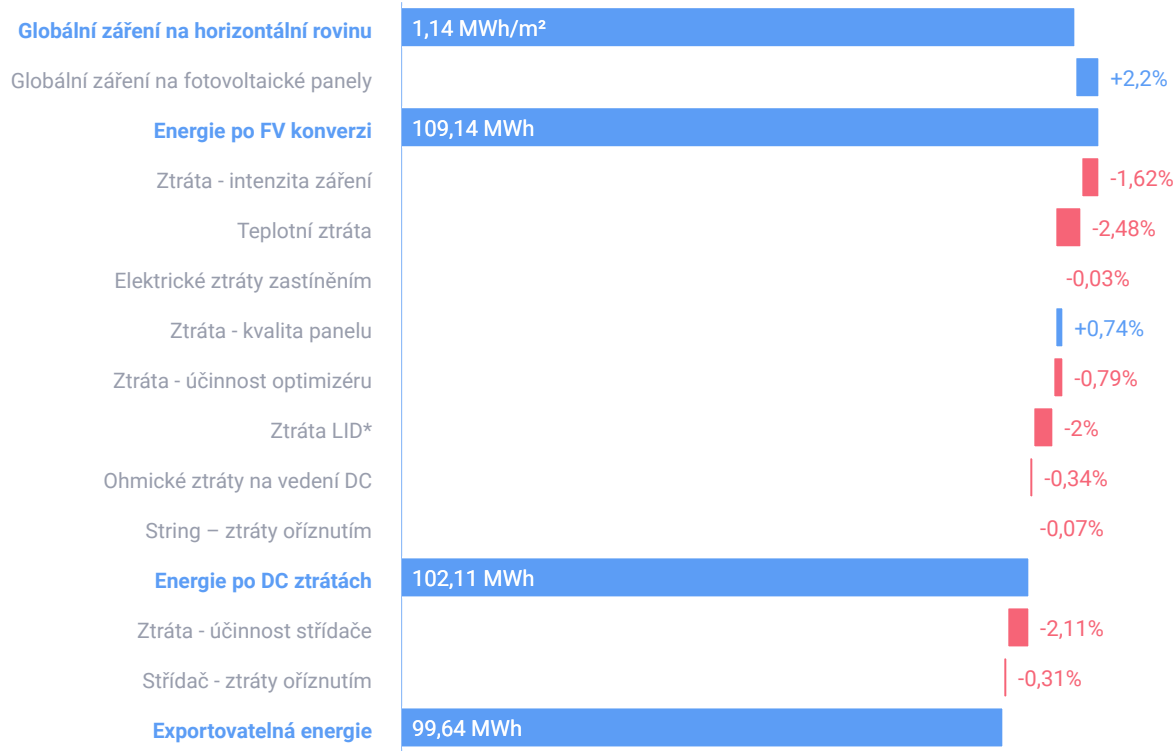 Globální záření na horizontální rovinu 1,14 MWh/m²
Globální záření na fotovoltaické panely +2,2%
Energie po FV konverzi 109,14 MWh
Ztráta - intenzita záření -1,62%
Teplotní ztráta -2,48%
Elektrické ztráty zastíněním -0,03%
Ztráta - kvalita panelu +0,74%
Ztráta - účinnost optimizéru -0,79%
Ztráta LID* -2%
Ohmické ztráty na vedení DC -0,34%
String – ztráty oříznutím -0,07%
Energie po DC ztrátách 102,11 MWh
Ztráta - účinnost střídače -2,11%
Střídač - ztráty oříznutím -0,31%
Exportovatelná energie 99,64 MWh